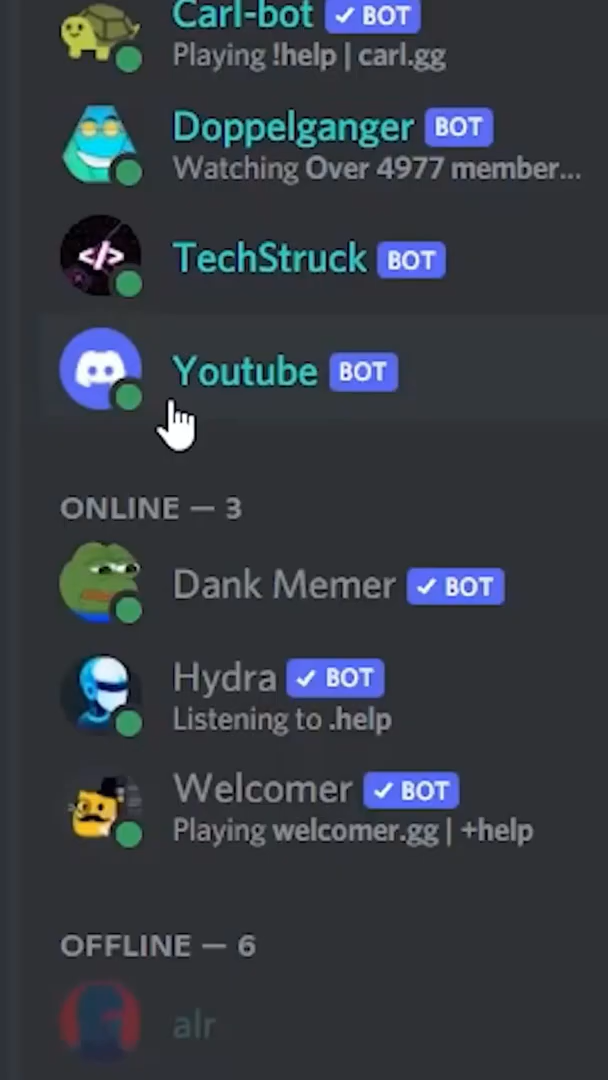 Carl-bot ✓ BOT
Playing !help | carl.gg
Doppelganger BOT
Watching Over 4977 member...
</>
TechStruck BOT
Youtube BOT
ONLINE — 3
Dank Memer ✓ BOT
Hydra ✓ BOT
Listening to .help
Welcomer ✓ BOT
Playing welcomer.gg | +help
OFFLINE — 6
alr